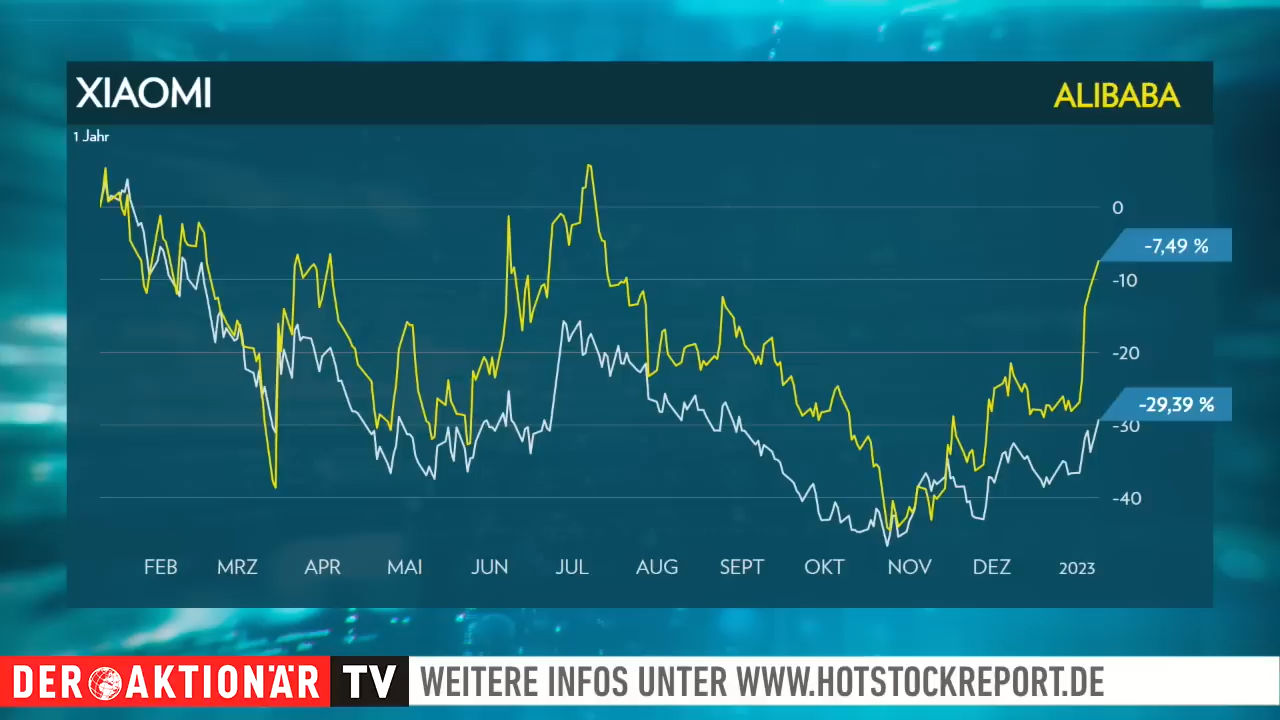 XIAOMI
ALIBABA
1 Jahr
0
-7,49 %
-10
-20
-29,39 %
-30
-40
FEB MRZ APR MAI JUN JUL AUG SEPT OKT NOV DEZ 2023
DER AKTIONÄR TV WEITERE INFOS UNTER WWW.HOTSTOCKREPORT.DE